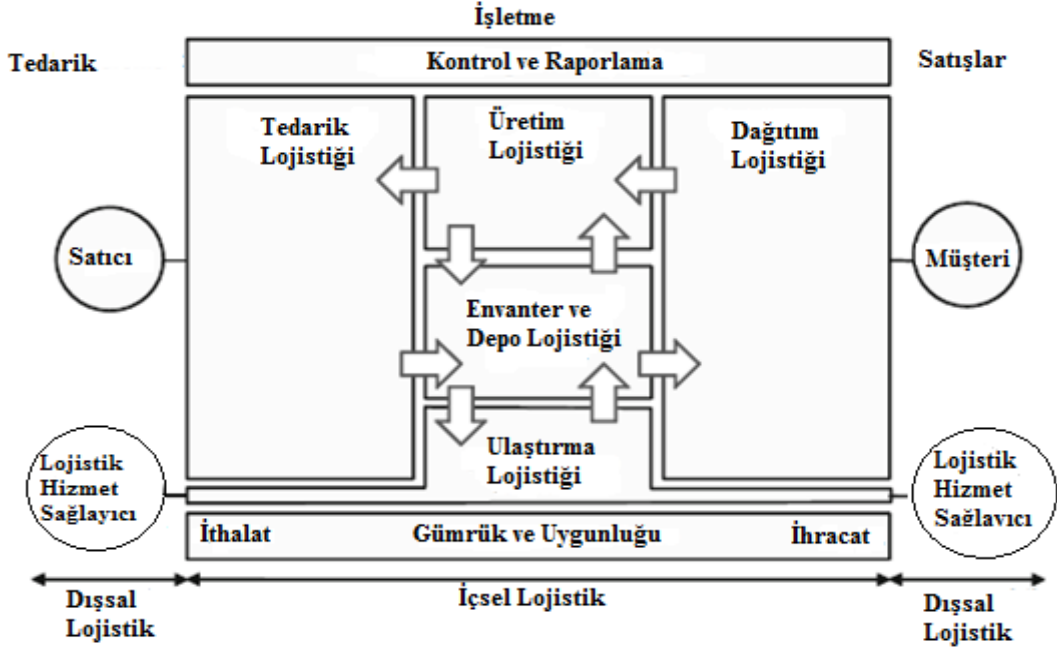 İşletme
Tedarik
Kontrol ve Raporlama
Satışlar
Tedarik
Lojistiği
Üretim
Lojistiği
Dağıtım
Lojistiği
Satıcı
Müşteri
Envanter ve
Depo Lojistiği
Ulaştırma
Lojistiği
Lojistik
Hizmet
Sağlayıcı
Lojistik
Hizmet
Sağlavıcı
İthalat
Gümrük ve Uygunluğu
İhracat
Dışsal
Lojistik
İçsel Lojistik
Dışsal
Lojistik